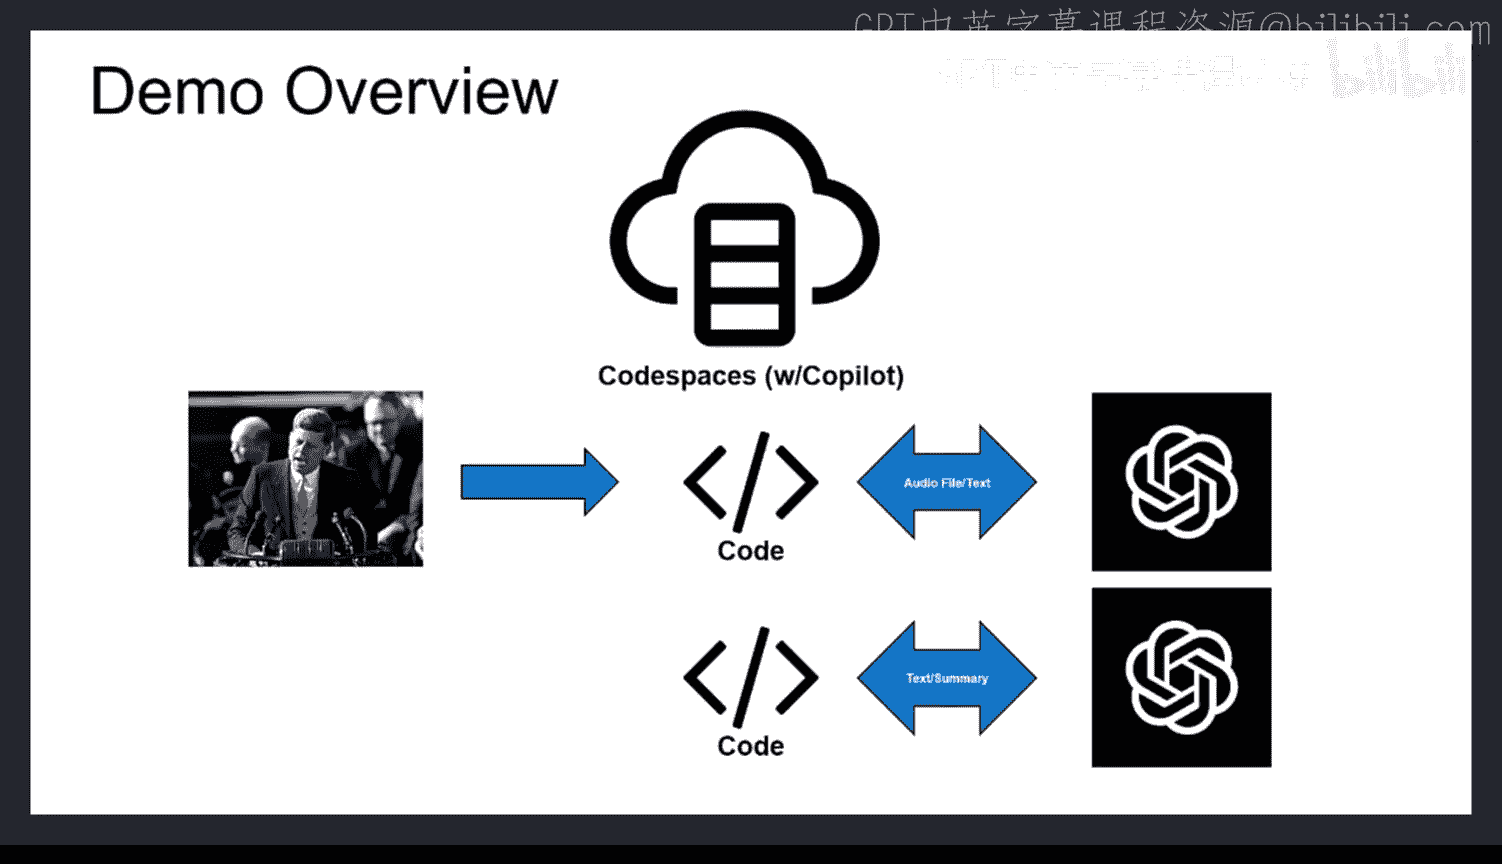 GPT中英字幕课程资源@bilibili.com
bilibili
Demo Overview
Codespaces (w/Copilot)
Audio File/Text
Code
Text/Summary
Code